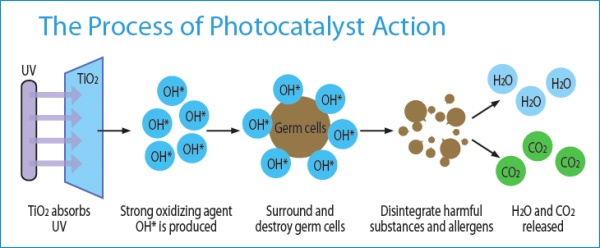 The Process of Photocatalyst Action
UV
TiO2
OH*
OH*
OH*
OH*
OH*
OH*
OH*
OH*
OH*
OH*
OH*
Germ cells
H2O
H2O
H2O
CO2
CO2
CO2
TiO2 absorbs
UV
Strong oxidizing agent
OH* is produced
Surround and
destroy germ cells
Disintegrate harmful
substances and allergens
H2O and CO2
released